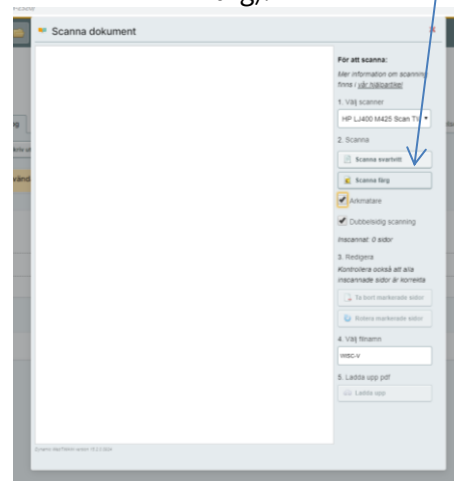 Scanna dokument
För att scanna:
Mer information om scanning
finns i vår hjälpartikel
1. Välj scanner
HP LJ400 M425 Scan TW
2. Scanna
Scanna svartvitt
Scanna färg
Arkmatare
Dubbelsidig scanning
Inscannat: 0 sidor
3. Redigera
Kontrollera också att alla
inscannade sidor är korrekta
Ta bort markerade sidor
Rotera markerade sidor
4. Välj filnamn
WISC-V
5. Ladda upp pdf
Ladda upp